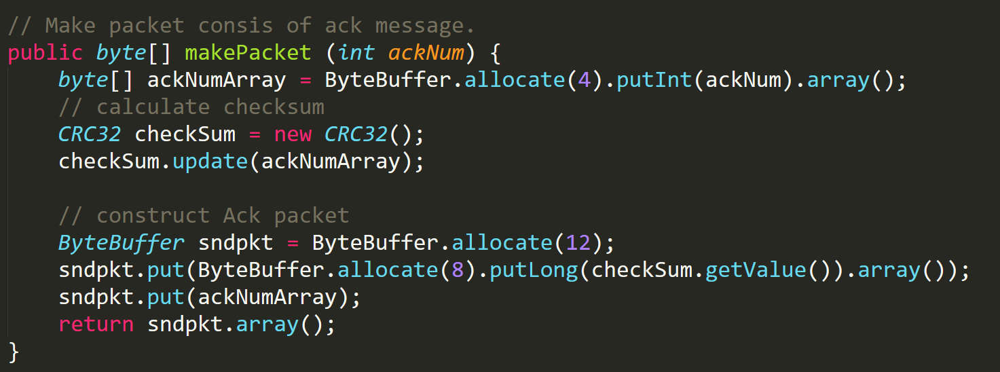 // Make packet consis of ack message.
public byte[] makePacket (int ackNum) {
    byte[] ackNumArray = ByteBuffer.allocate(4).putInt(ackNum).array();
    // calculate checksum
    CRC32 checkSum = new CRC32();
    checkSum.update(ackNumArray);

    // construct Ack packet
    ByteBuffer sndpkt = ByteBuffer.allocate(12);
    sndpkt.put(ByteBuffer.allocate(8).putLong(checkSum.getValue()).array());
    sndpkt.put(ackNumArray);
    return sndpkt.array();
}